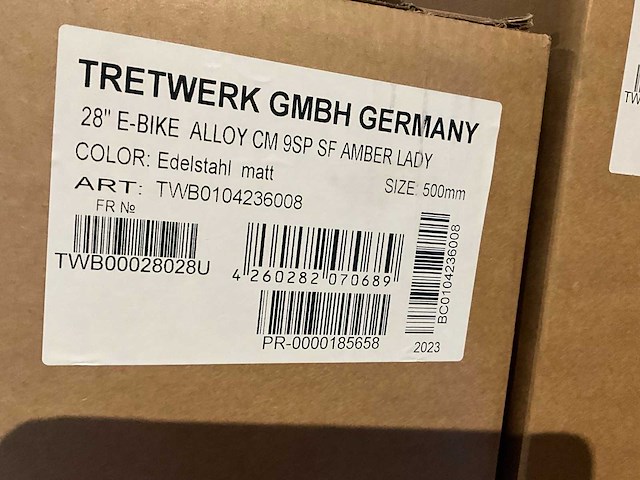 TRETWERK GMBH GERMANY
28" E-BIKE ALLOY CM 9SP SF AMBER LADY
COLOR: Edelstahl matt
SIZE: 500mm
ART: TWB0104236008
FR №
TWB00028028U
4 260282 070689
BC0104236008
PR-0000185658
2023
TW